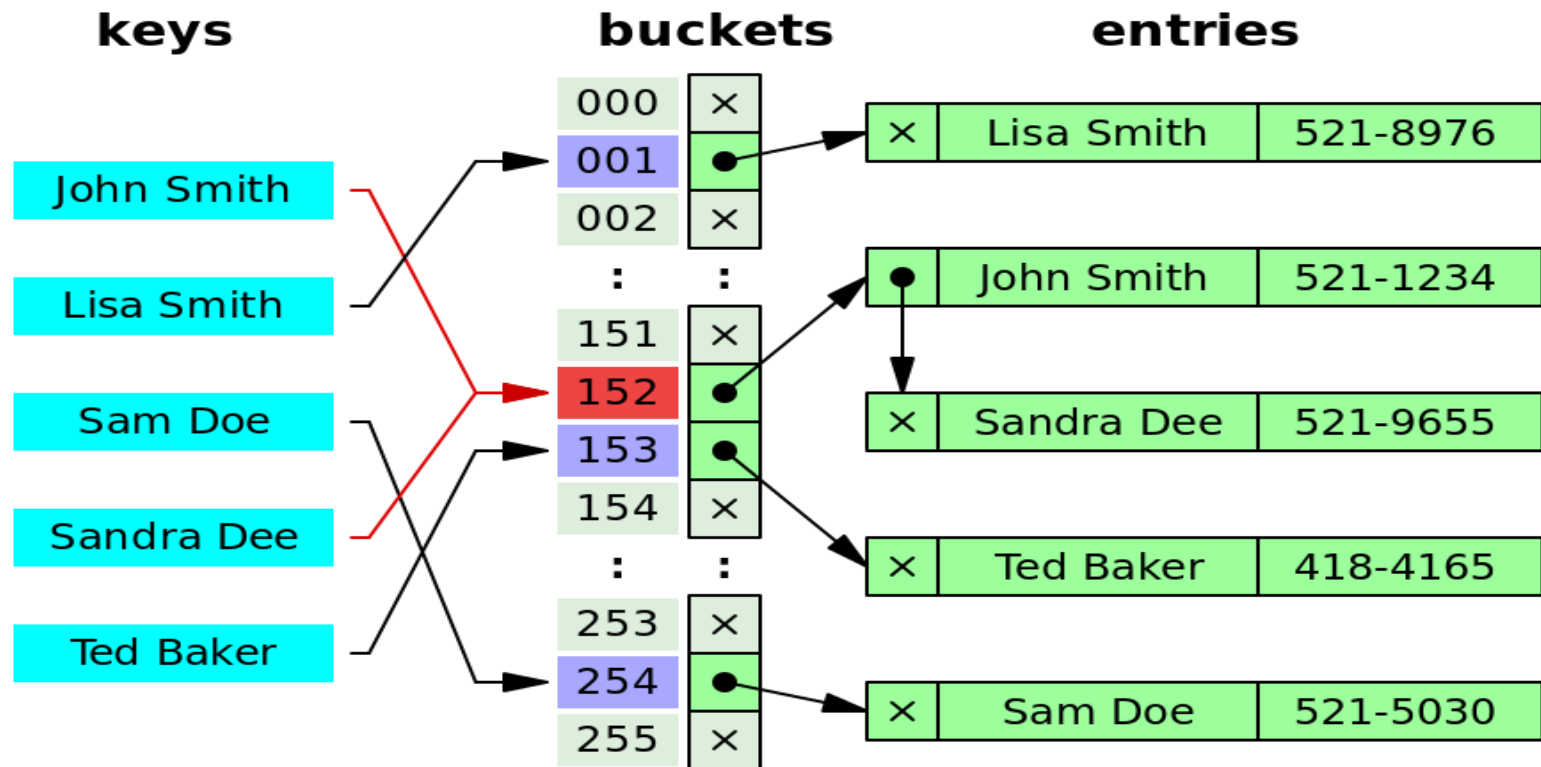 keys
buckets
entries
John Smith
Lisa Smith
Sam Doe
Sandra Dee
Ted Baker
000 ×
001
002 ×
: :
151 ×
152
153
154 ×
: :
253 ×
254
255 ×
× Lisa Smith 521-8976
John Smith 521-1234
× Sandra Dee 521-9655
× Ted Baker 418-4165
× Sam Doe 521-5030